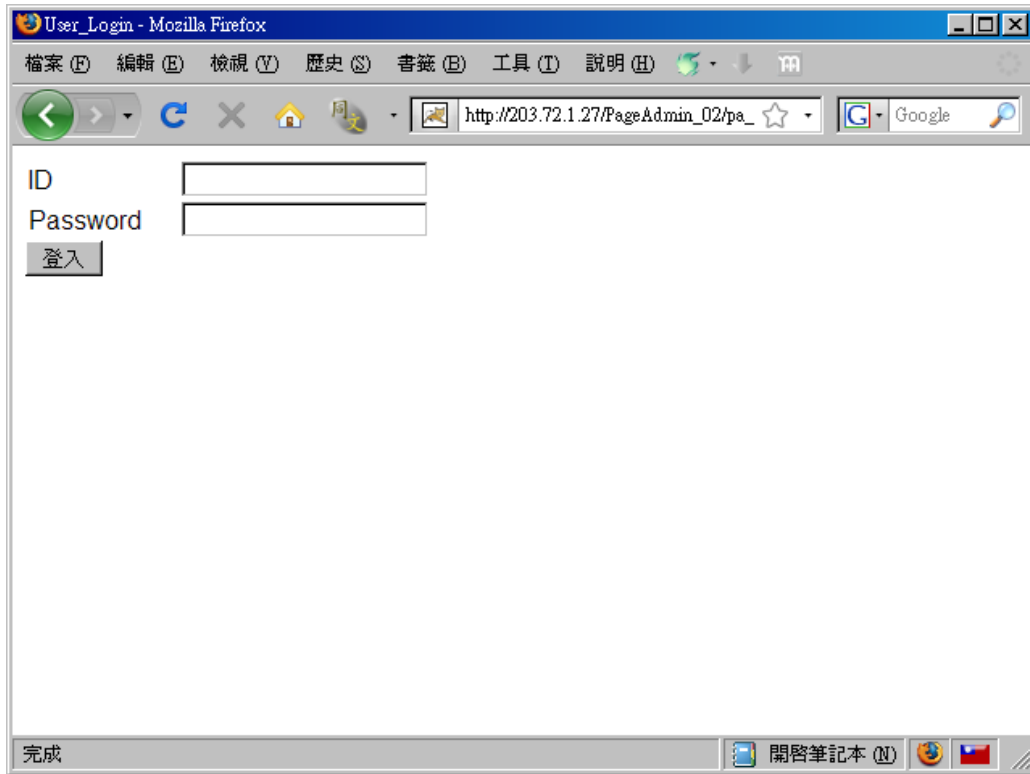 User_Login - Mozilla Firefox
檔案 (F) 編輯 (E) 檢視 (V) 歷史 (S) 書籤 (B) 工具 (T) 說明 (H)
http://203.72.1.27/PageAdmin_02/pa_ Google
ID
Password
登入
完成 開啓筆記本 (N)